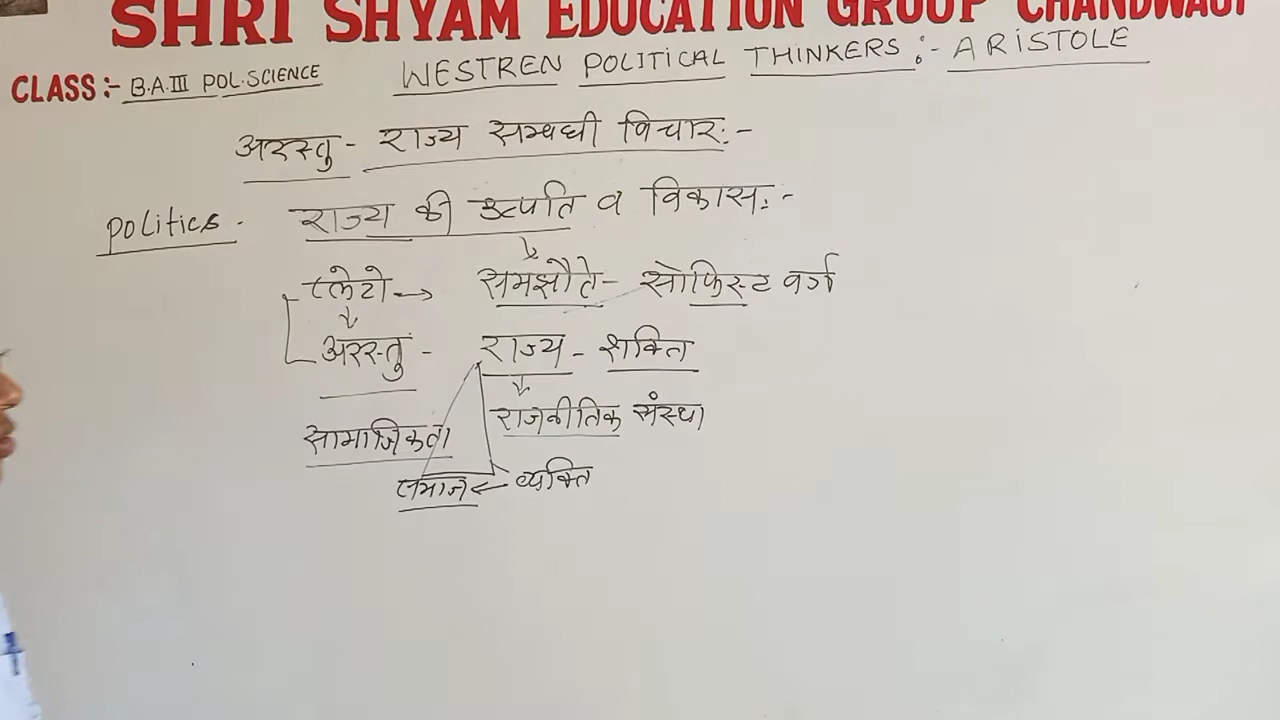 SHRI SHYAM EDUCATION GROUP CHANDWAJI
CLASS:- B.A.III POL.SCIENCE WESTREN POLITICAL THINKERS:- ARISTOLE
अरस्तु - राज्य सम्बधी विचार:-
Politics. राज्य की उत्पति व विकास:-
प्लेटो → समझौते - सोफिस्ट वर्ग
अरस्तु - राज्य - शक्ति
सामाजिकता राजनीतिक संस्था
समाज ← व्यक्ति